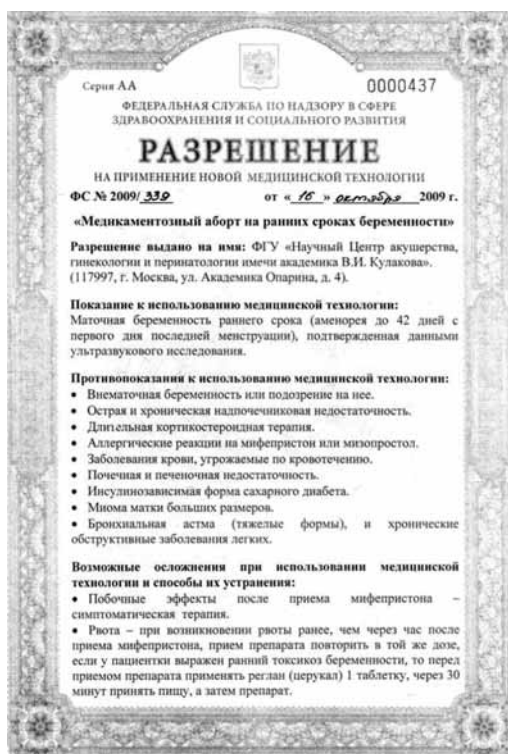 Серия АА
0000437
ФЕДЕРАЛЬНАЯ СЛУЖБА ПО НАДЗОРУ В СФЕРЕ
ЗДРАВООХРАНЕНИЯ И СОЦИАЛЬНОГО РАЗВИТИЯ
РАЗРЕШЕНИЕ
НА ПРИМЕНЕНИЕ НОВОЙ МЕДИЦИНСКОЙ ТЕХНОЛОГИИ
ФС № 2009/ 339 от « 16 » октября 2009 г.
«Медикаментозный аборт на ранних сроках беременности»
Разрешение выдано на имя: ФГУ «Научный Центр акушерства,
гинекологии и перинатологии имени академика В.И. Кулакова».
(117997, г. Москва, ул. Академика Опарина, д. 4).
Показание к использованию медицинской технологии:
Маточная беременность раннего срока (аменорея до 42 дней с
первого дня последней менструации), подтвержденная данными
ультразвукового исследования.
Противопоказания к использованию медицинской технологии:
• Внематочная беременность или подозрение на нее.
• Острая и хроническая надпочечниковая недостаточность.
• Длительная кортикостероидная терапия.
• Аллергические реакции на мифепристон или мизопростол.
• Заболевания крови, угрожаемые по кровотечению.
• Почечная и печеночная недостаточность.
• Инсулинозависимая форма сахарного диабета.
• Миома матки больших размеров.
• Бронхиальная астма (тяжелые формы), и хронические
обструктивные заболевания легких.
Возможные осложнения при использовании медицинской
технологии и способы их устранения:
• Побочные эффекты после приема мифепристона –
симптоматическая терапия.
• Рвота – при возникновении рвоты ранее, чем через час после
приема мифепристона, прием препарата повторить в той же дозе,
если у пациентки выражен ранний токсикоз беременности, то перед
приемом препарата применять реглан (церукал) 1 таблетку, через 30
минут принять пищу, а затем препарат.